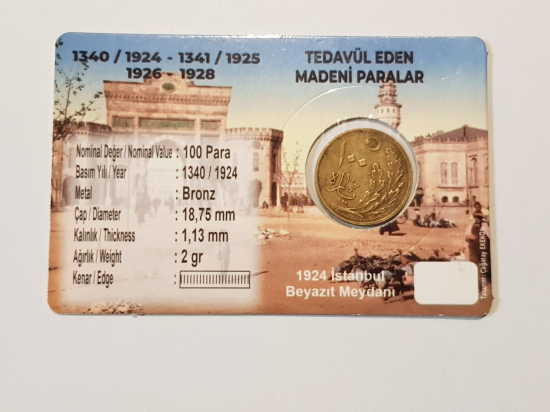 1340 / 1924 - 1341 / 1925
1926 - 1928
TEDAVÜL EDEN
MADENİ PARALAR
Nominal Değer / Nominal Value : 100 Para
Basım Yılı / Year : 1340 / 1924
Metal : Bronz
Çap / Diameter : 18,75 mm
Kalınlık / Thickness : 1,13 mm
Ağırlık / Weight : 2 gr
Kenar / Edge :
١٠٠
1924 İstanbul
Beyazıt Meydanı